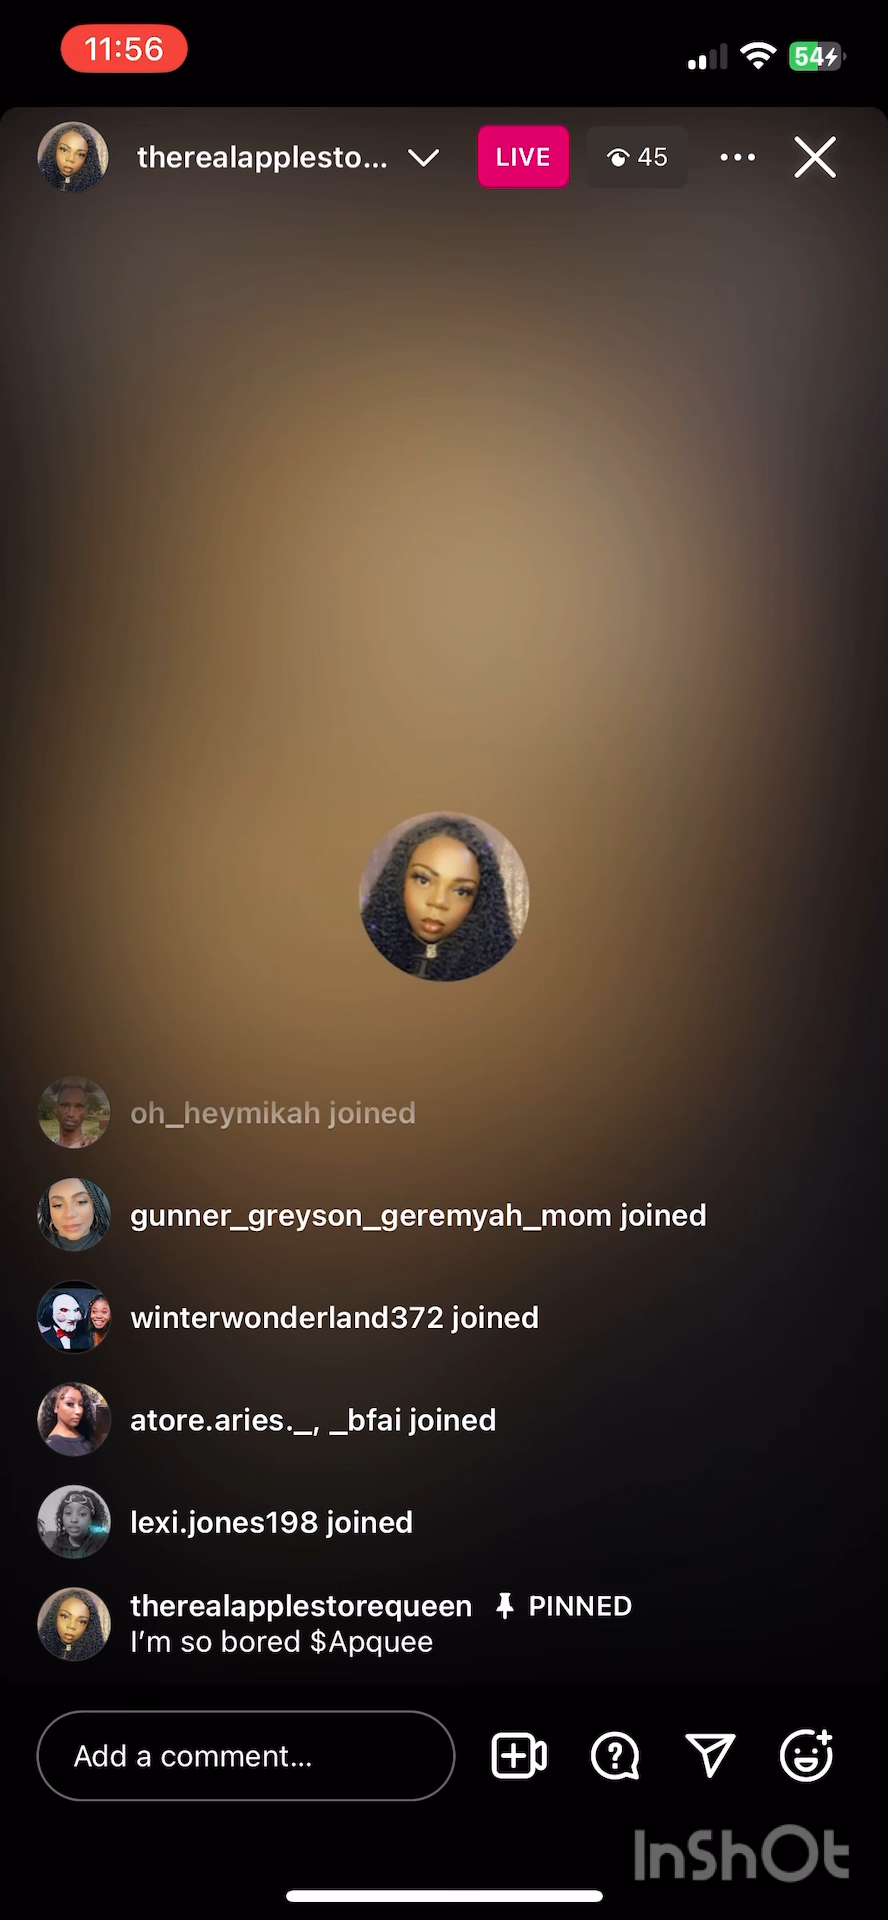 11:56
54
therealapplesto...
LIVE
45
oh_heymikah joined
gunner_greyson_geremyah_mom joined
winterwonderland372 joined
atore.aries._, _bfai joined
lexi.jones198 joined
therealapplestorequeen PINNED
I’m so bored $Apquee
Add a comment...
InShOt